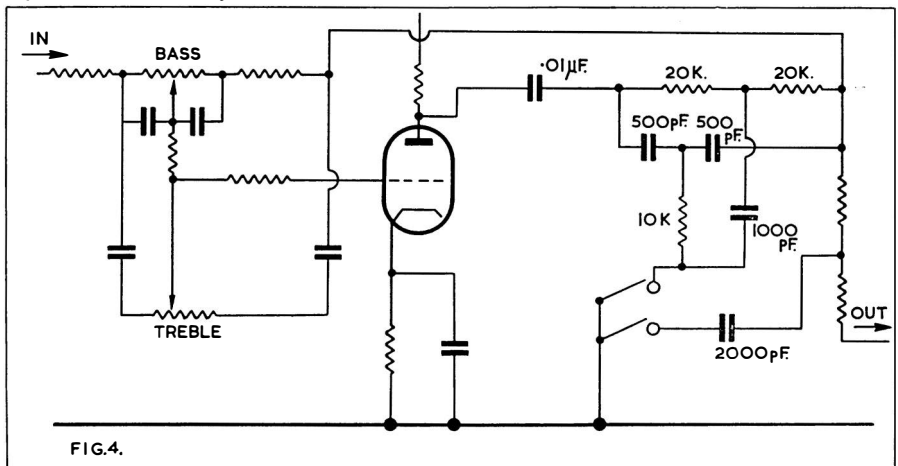 IN
BASS
·01µF.
20K.
20K.
500pF.
500
pF.
10K
1000
PF.
TREBLE
2000pF.
OUT
FIG.4.